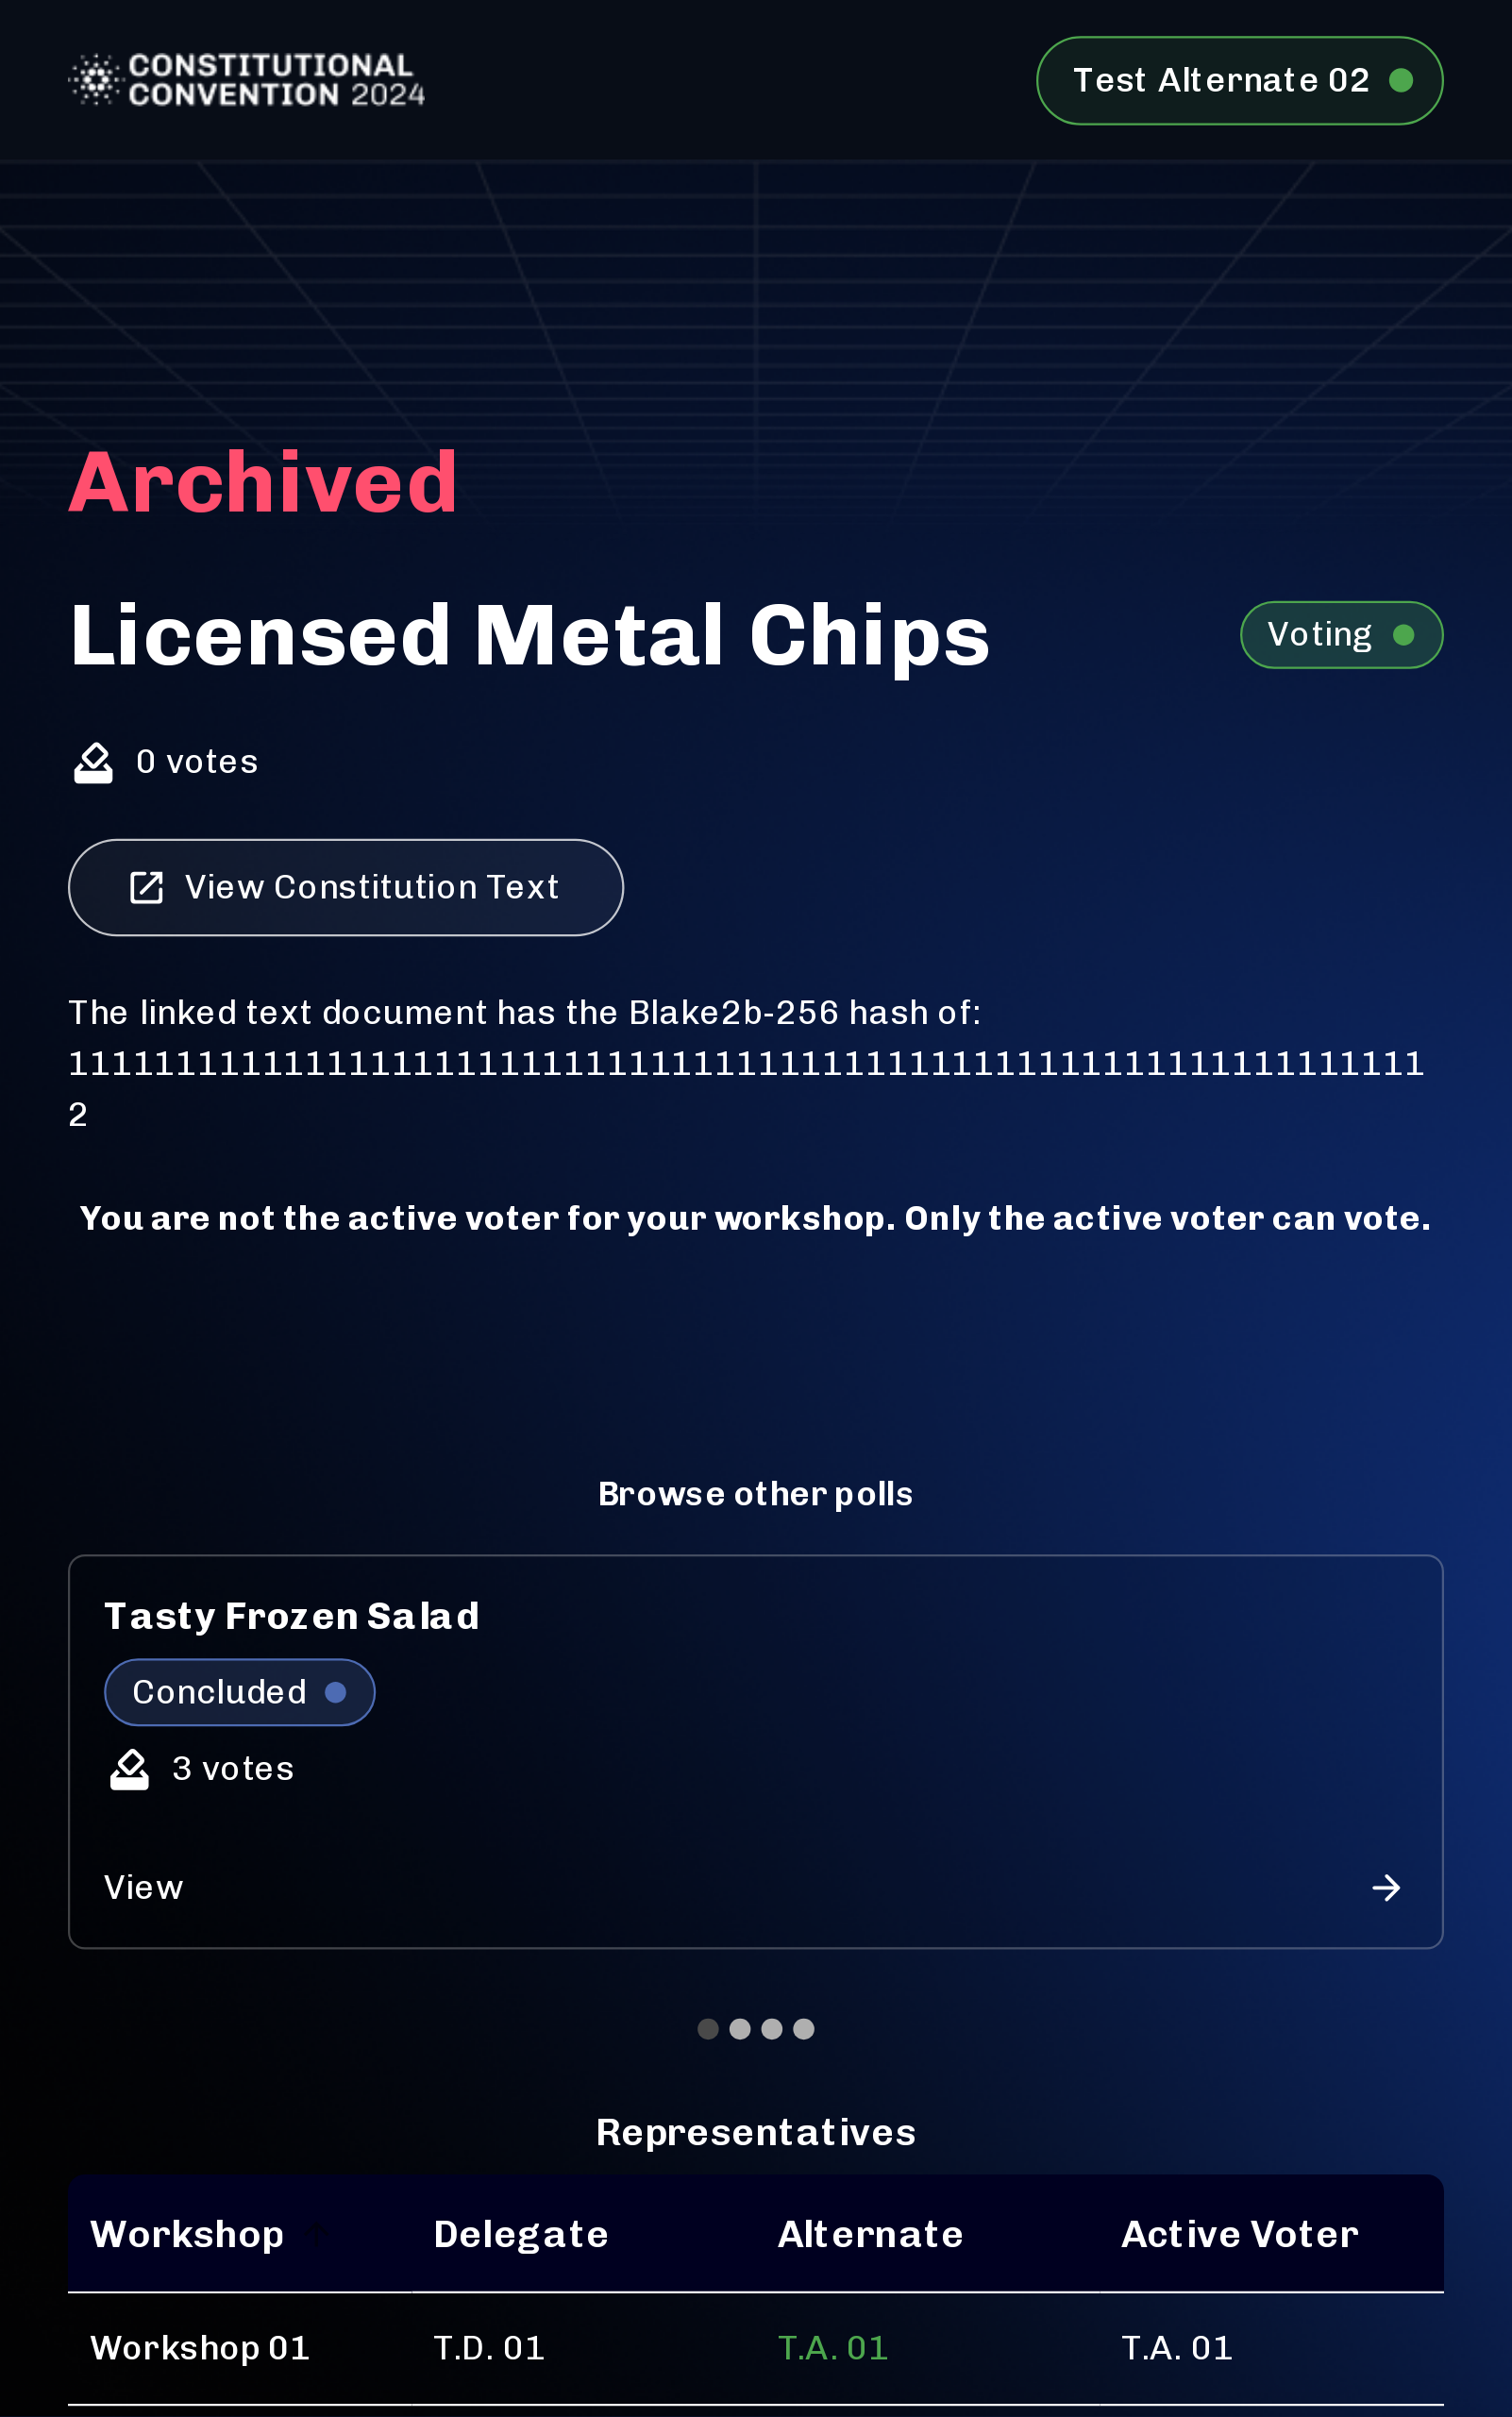 CONSTITUTIONAL
CONVENTION 2024
Test Alternate 02
Archived
Licensed Metal Chips
Voting
0 votes
View Constitution Text
The linked text document has the Blake2b-256 hash of:
111111111111111111111111111111111111111111111111111111111111111
2
You are not the active voter for your workshop. Only the active voter can vote.
Browse other polls
Tasty Frozen Salad
Concluded
3 votes
View
Representatives
Workshop Delegate Alternate Active Voter
Workshop 01 T.D. 01 T.A. 01 T.A. 01